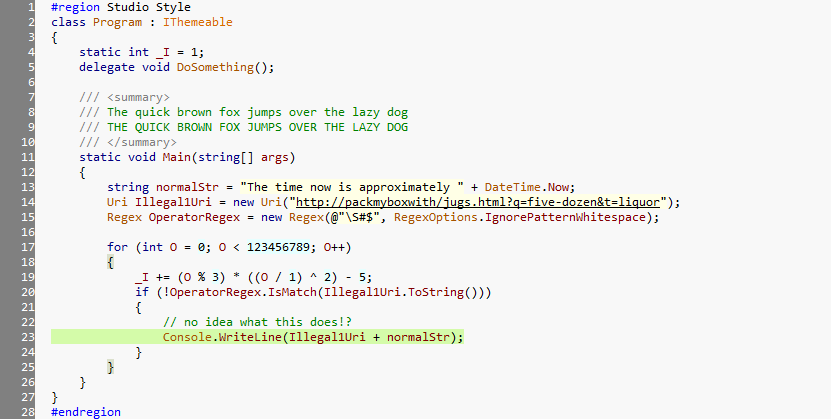 1 #region Studio Style
2 class Program : IThemeable
3 {
4     static int _I = 1;
5     delegate void DoSomething();
6
7     /// <summary>
8     /// The quick brown fox jumps over the lazy dog
9     /// THE QUICK BROWN FOX JUMPS OVER THE LAZY DOG
10     /// </summary>
11     static void Main(string[] args)
12     {
13         string normalStr = "The time now is approximately " + DateTime.Now;
14         Uri Illegal1Uri = new Uri("http://packmyboxwith/jugs.html?q=five-dozen&t=liquor");
15         Regex OperatorRegex = new Regex(@"\S#$", RegexOptions.IgnorePatternWhitespace);
16
17         for (int O = 0; O < 123456789; O++)
18         {
19             _I += (O % 3) * ((O / 1) ^ 2) - 5;
20             if (!OperatorRegex.IsMatch(Illegal1Uri.ToString()))
21             {
22                 // no idea what this does!?
23                 Console.WriteLine(Illegal1Uri + normalStr);
24             }
25         }
26     }
27 }
28 #endregion